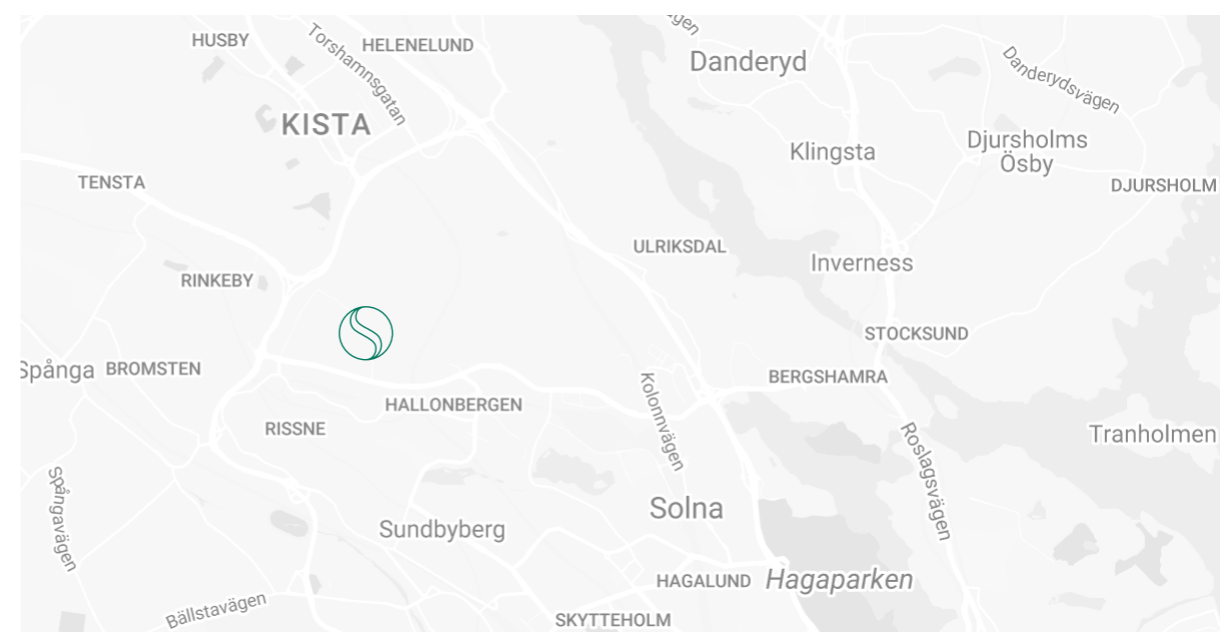 HUSBY
Torshamnsgatan
HELENELUND
Danderyd
Danderydsvägen
KISTA
Klingsta
Djursholms
Ösby
TENSTA
DJURSHOLM
ULRIKSDAL
Inverness
RINKEBY
STOCKSUND
Spånga
BROMSTEN
BERGSHAMRA
Kolonnvägen
HALLONBERGEN
RISSNE
Roslagsvägen
Tranholmen
Spångavägen
Solna
Sundbyberg
HAGALUND
Hagaparken
Bällstavägen
SKYTTEHOLM